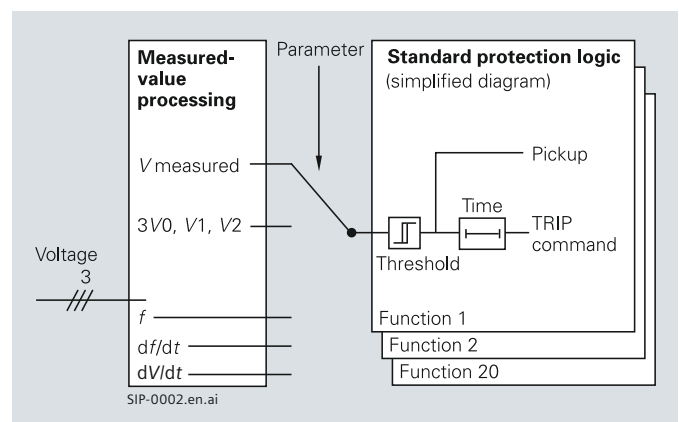 Measured-
value
processing
Parameter
Standard protection logic
(simplified diagram)
V measured
Pickup
3V0, V1, V2
Time
TRIP
command
Threshold
Voltage
3
f
Function 1
df/dt
Function 2
dV/dt
Function 20
SIP-0002.en.ai